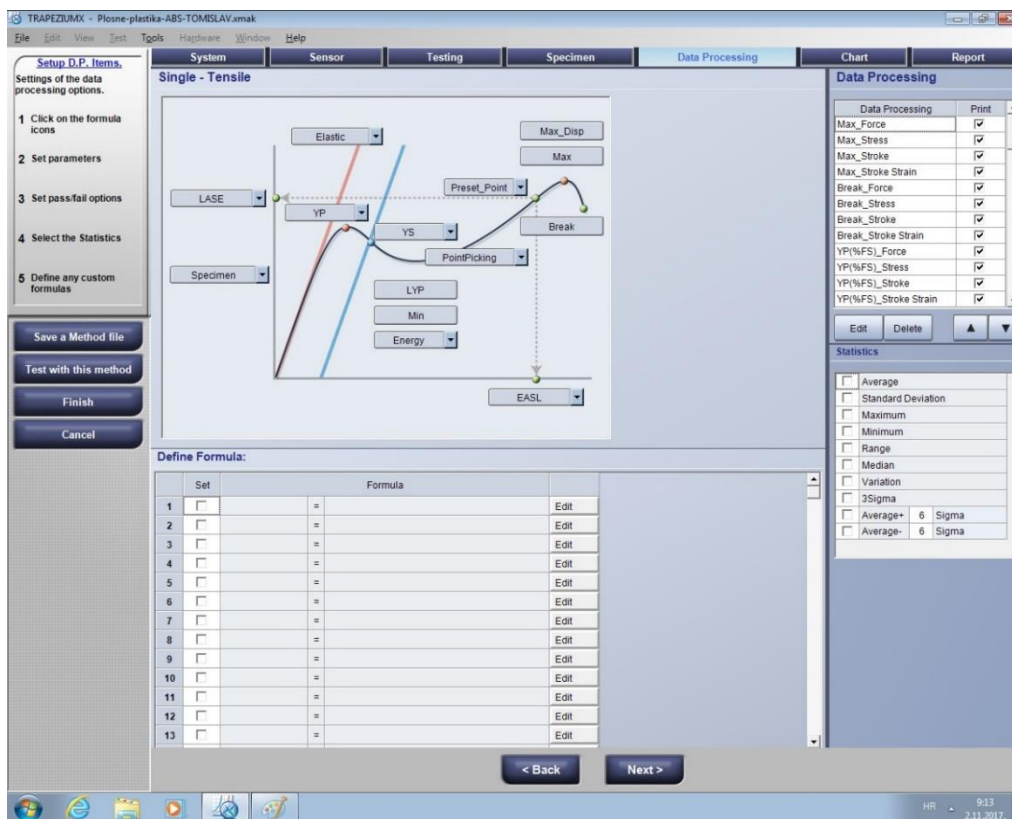 TRAPEZIUMX - Plosne-plastika-ABS-TOMISLAV.xmak
File Edit View Test Tools Hardware Window Help
Setup D.P. Items.
Settings of the data
processing options.
1 Click on the formula
icons
2 Set parameters
3 Set pass/fail options
4 Select the Statistics
5 Define any custom
formulas
Save a Method file
Test with this method
Finish
Cancel
System Sensor Testing Specimen Data Processing Chart Report
Single - Tensile
Elastic
Max_Disp
Max
Preset_Point
LASE
YP
YS
Break
PointPicking
Specimen
LYP
Min
Energy
EASL
Define Formula:
Set Formula
1 = Edit
2 = Edit
3 = Edit
4 = Edit
5 = Edit
6 = Edit
7 = Edit
8 = Edit
9 = Edit
10 = Edit
11 = Edit
12 = Edit
13 = Edit
< Back Next >
Data Processing
Data Processing Print
Max_Force
Max_Stress
Max_Stroke
Max_Stroke Strain
Break_Force
Break_Stress
Break_Stroke
Break_Stroke Strain
YP(%FS)_Force
YP(%FS)_Stress
YP(%FS)_Stroke
YP(%FS)_Stroke Strain
Edit Delete
Statistics
Average
Standard Deviation
Maximum
Minimum
Range
Median
Variation
3Sigma
Average+ 6 Sigma
Average- 6 Sigma
HR 9:13
2.11.2017.